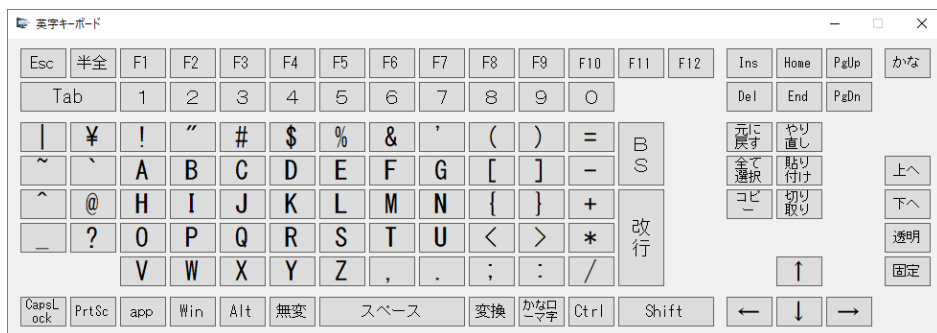 英字キーボード
Esc 半全 F1 F2 F3 F4 F5 F6 F7 F8 F9 F10 F11 F12 Ins Home PgUp かな
Tab 1 2 3 4 5 6 7 8 9 0 Del End PgDn
| ¥ ! ″ # $ % & ' ( ) = BS 元に戻す やり直し
~ ` A B C D E F G [ ] - 全て選択 貼り付け 上へ
^ @ H I J K L M N { } + 改行 コピー 切り取り 下へ
_ ? O P Q R S T U < > * 透明
V W X Y Z , . ; : / ↑ 固定
CapsLock PrtSc app Win Alt 無変 スペース 変換 かなローマ字 Ctrl Shift ← ↓ →